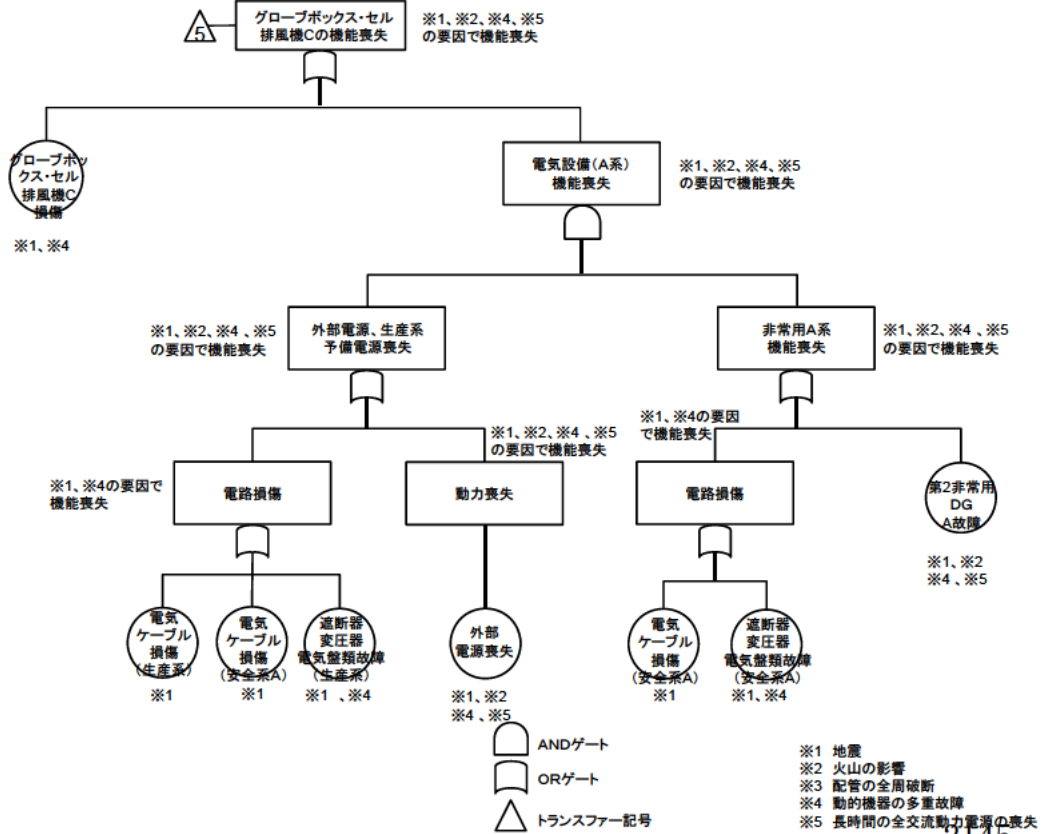 5
グローブボックス・セル
排風機Cの機能喪失
※1、※2、※4、※5
の要因で機能喪失
グローブボッ
クス・セル
排風機C
損傷
※1、※4
電気設備(A系)
機能喪失
※1、※2、※4、※5
の要因で機能喪失
※1、※2、※4 、※5
の要因で機能喪失
外部電源、生産系
予備電源喪失
非常用A系
機能喪失
※1、※2、※4 、※5
の要因で機能喪失
※1、※4の要因で
機能喪失
電路損傷
※1、※2、※4 、※5
の要因で機能喪失
動力喪失
※1、※4の要因
で機能喪失
電路損傷
第2非常用
DG
A故障
※1、※2
※4 、※5
電気
ケーブル
損傷
(生産系)
※1
電気
ケーブル
損傷
(安全系A)
※1
遮断器
変圧器
電気盤類故障
(生産系)
※1 、※4
外部
電源喪失
※1、※2
※4 、※5
電気
ケーブル
損傷
(安全系A)
※1
遮断器
変圧器
電気盤類故障
(安全系A)
※1、※4
ANDゲート
ORゲート
トランスファー記号
※1 地震
※2 火山の影響
※3 配管の全周破断
※4 動的機器の多重故障
※5 長時間の全交流動力電源の喪失